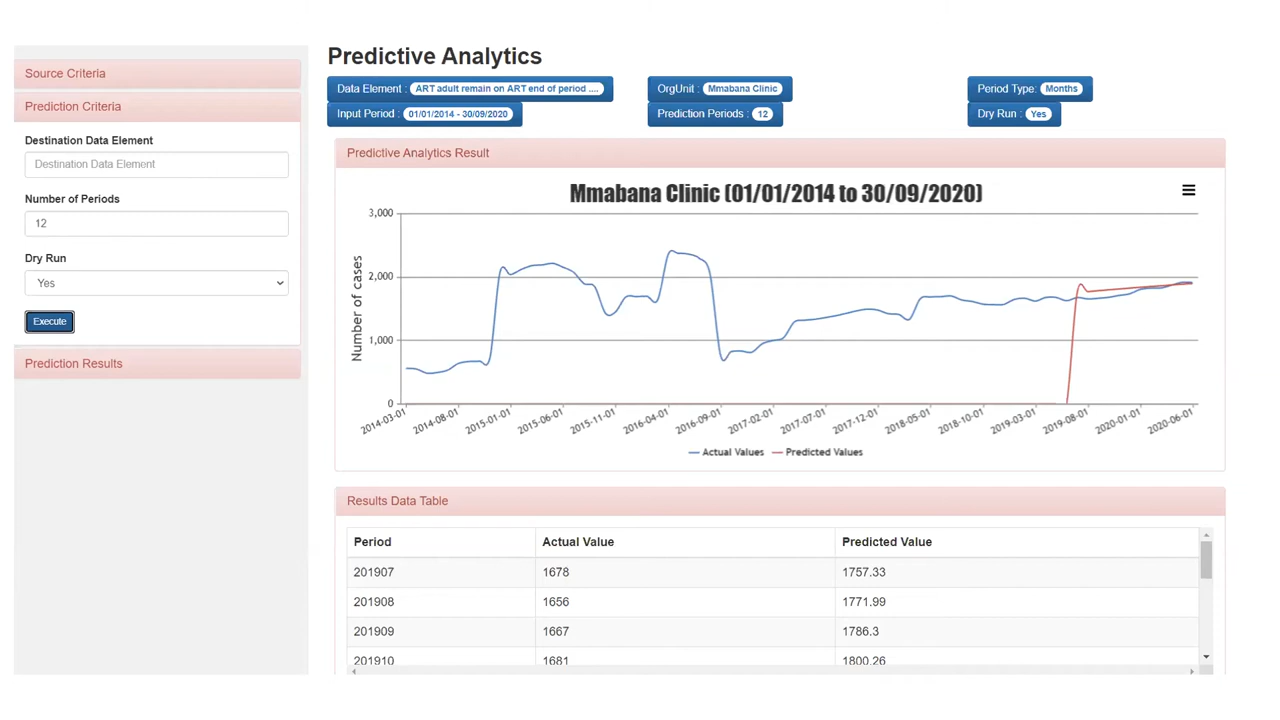 Predictive Analytics
Source Criteria
Prediction Criteria
Destination Data Element
Destination Data Element
Number of Periods
12
Dry Run
Yes
Execute
Prediction Results
Data Element : ART adult remain on ART end of period ....
OrgUnit : Mmabana Clinic
Period Type: Months
Input Period : 01/01/2014 - 30/09/2020
Prediction Periods : 12
Dry Run : Yes
Predictive Analytics Result
Mmabana Clinic (01/01/2014 to 30/09/2020)
Number of cases
3,000
2,000
1,000
0
2014-03-01 2014-08-01 2015-01-01 2015-06-01 2015-11-01 2016-04-01 2016-09-01 2017-02-01 2017-07-01 2017-12-01 2018-05-01 2018-10-01 2019-03-01 2019-08-01 2020-01-01 2020-06-01
Actual Values Predicted Values
Results Data Table
Period Actual Value Predicted Value
201907 1678 1757.33
201908 1656 1771.99
201909 1667 1786.3
201910 1681 1800.26